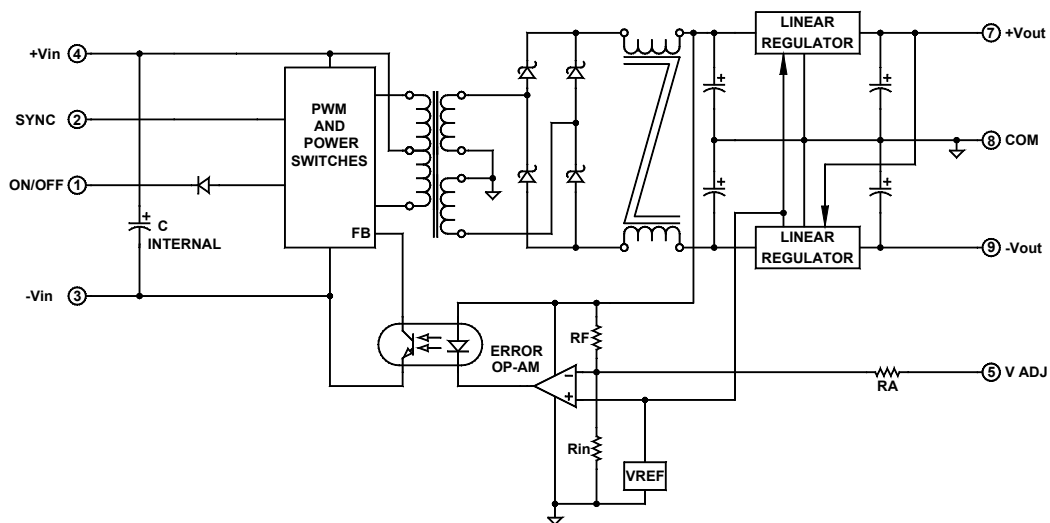 LINEAR
REGULATOR
+Vin 4
7 +Vout
PWM
AND
POWER
SWITCHES
SYNC 2
+
+
8 COM
ON/OFF 1
+
+
+
C
INTERNAL
FB
LINEAR
REGULATOR
9 -Vout
-Vin 3
RF
ERROR
OP-AM
−
+
RA
5 V ADJ
Rin
VREF